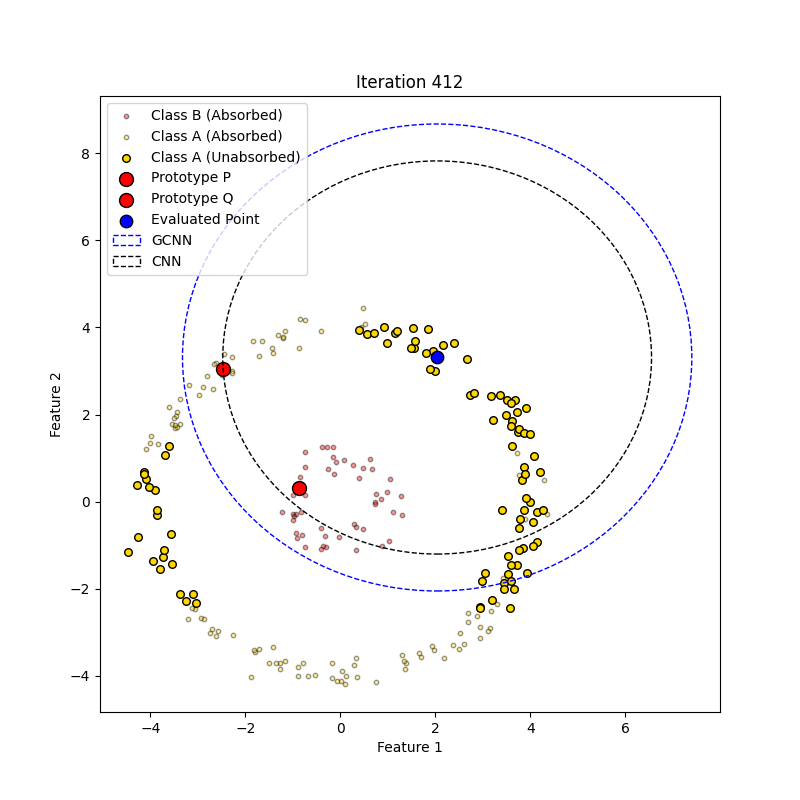 Iteration 412
Class B (Absorbed)
Class A (Absorbed)
Class A (Unabsorbed)
Prototype P
Prototype Q
Evaluated Point
GCNN
CNN
8
6
4
2
0
−2
−4
Feature 2
−4 −2 0 2 4 6
Feature 1